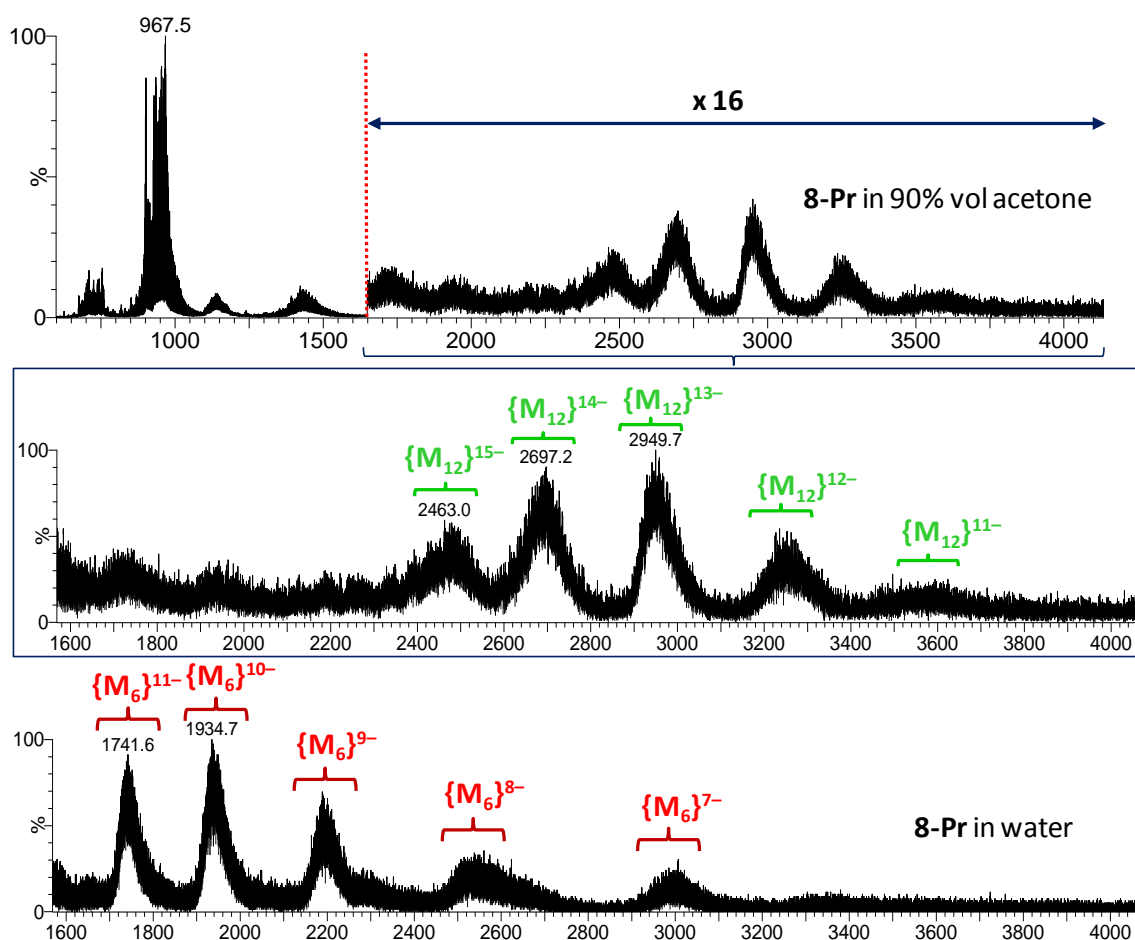 967.5
100
%
0
x 16
8-Pr in 90% vol acetone
1000 1500 2000 2500 3000 3500 4000
{M12}15–
{M12}14–
{M12}13–
{M12}12–
{M12}11–
2463.0
2697.2
2949.7
100
%
0
1600 1800 2000 2200 2400 2600 2800 3000 3200 3400 3600 3800 4000
{M6}11–
{M6}10–
{M6}9–
{M6}8–
{M6}7–
1741.6
1934.7
100
%
0
8-Pr in water
1600 1800 2000 2200 2400 2600 2800 3000 3200 3400 3600 3800 4000